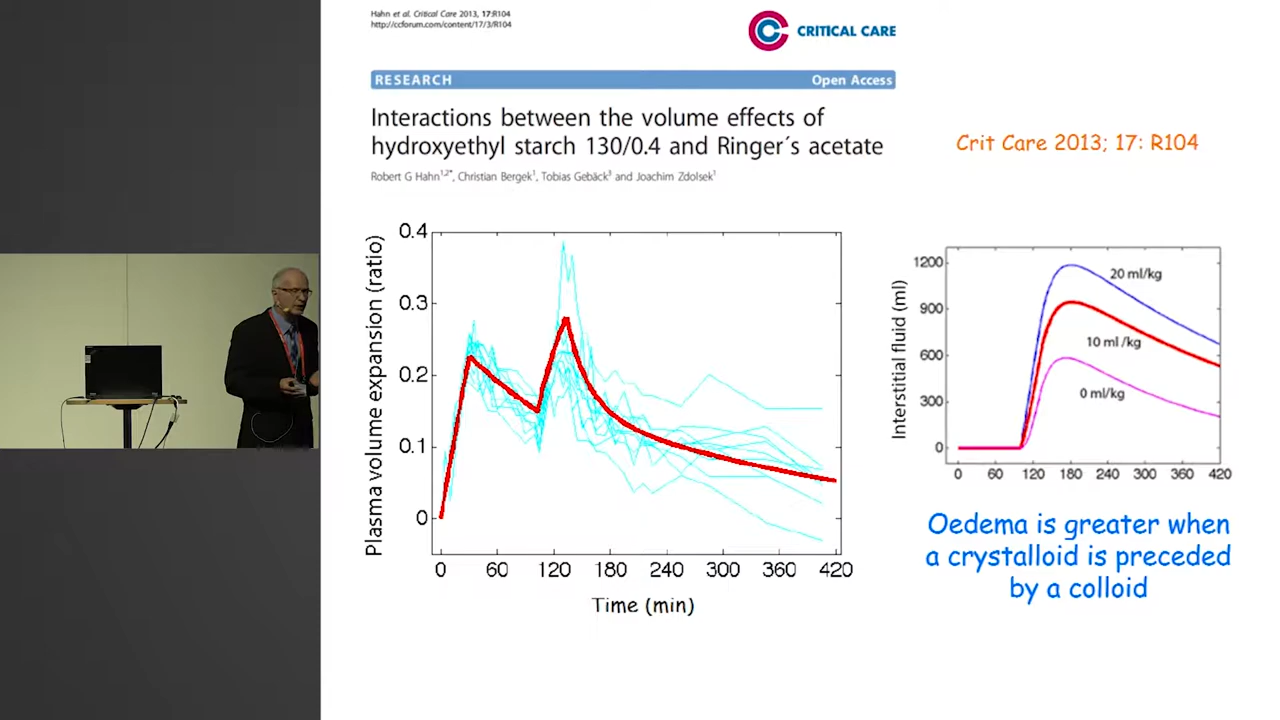 Hahn et al. Critical Care 2013, 17:R104
http://ccforum.com/content/17/3/R104
CRITICAL CARE
RESEARCH
Open Access
Interactions between the volume effects of
hydroxyethyl starch 130/0.4 and Ringer´s acetate
Robert G Hahn1,2*, Christian Bergek1, Tobias Gebäck3 and Joachim Zdolsek1
Crit Care 2013; 17: R104
Plasma volume expansion (ratio)
0.4
0.3
0.2
0.1
0
0 60 120 180 240 300 360 420
Time (min)
Interstitial fluid (ml)
1200
900
600
300
0
20 ml/kg
10 ml/kg
0 ml/kg
0 60 120 180 240 300 360 420
Oedema is greater when
a crystalloid is preceded
by a colloid